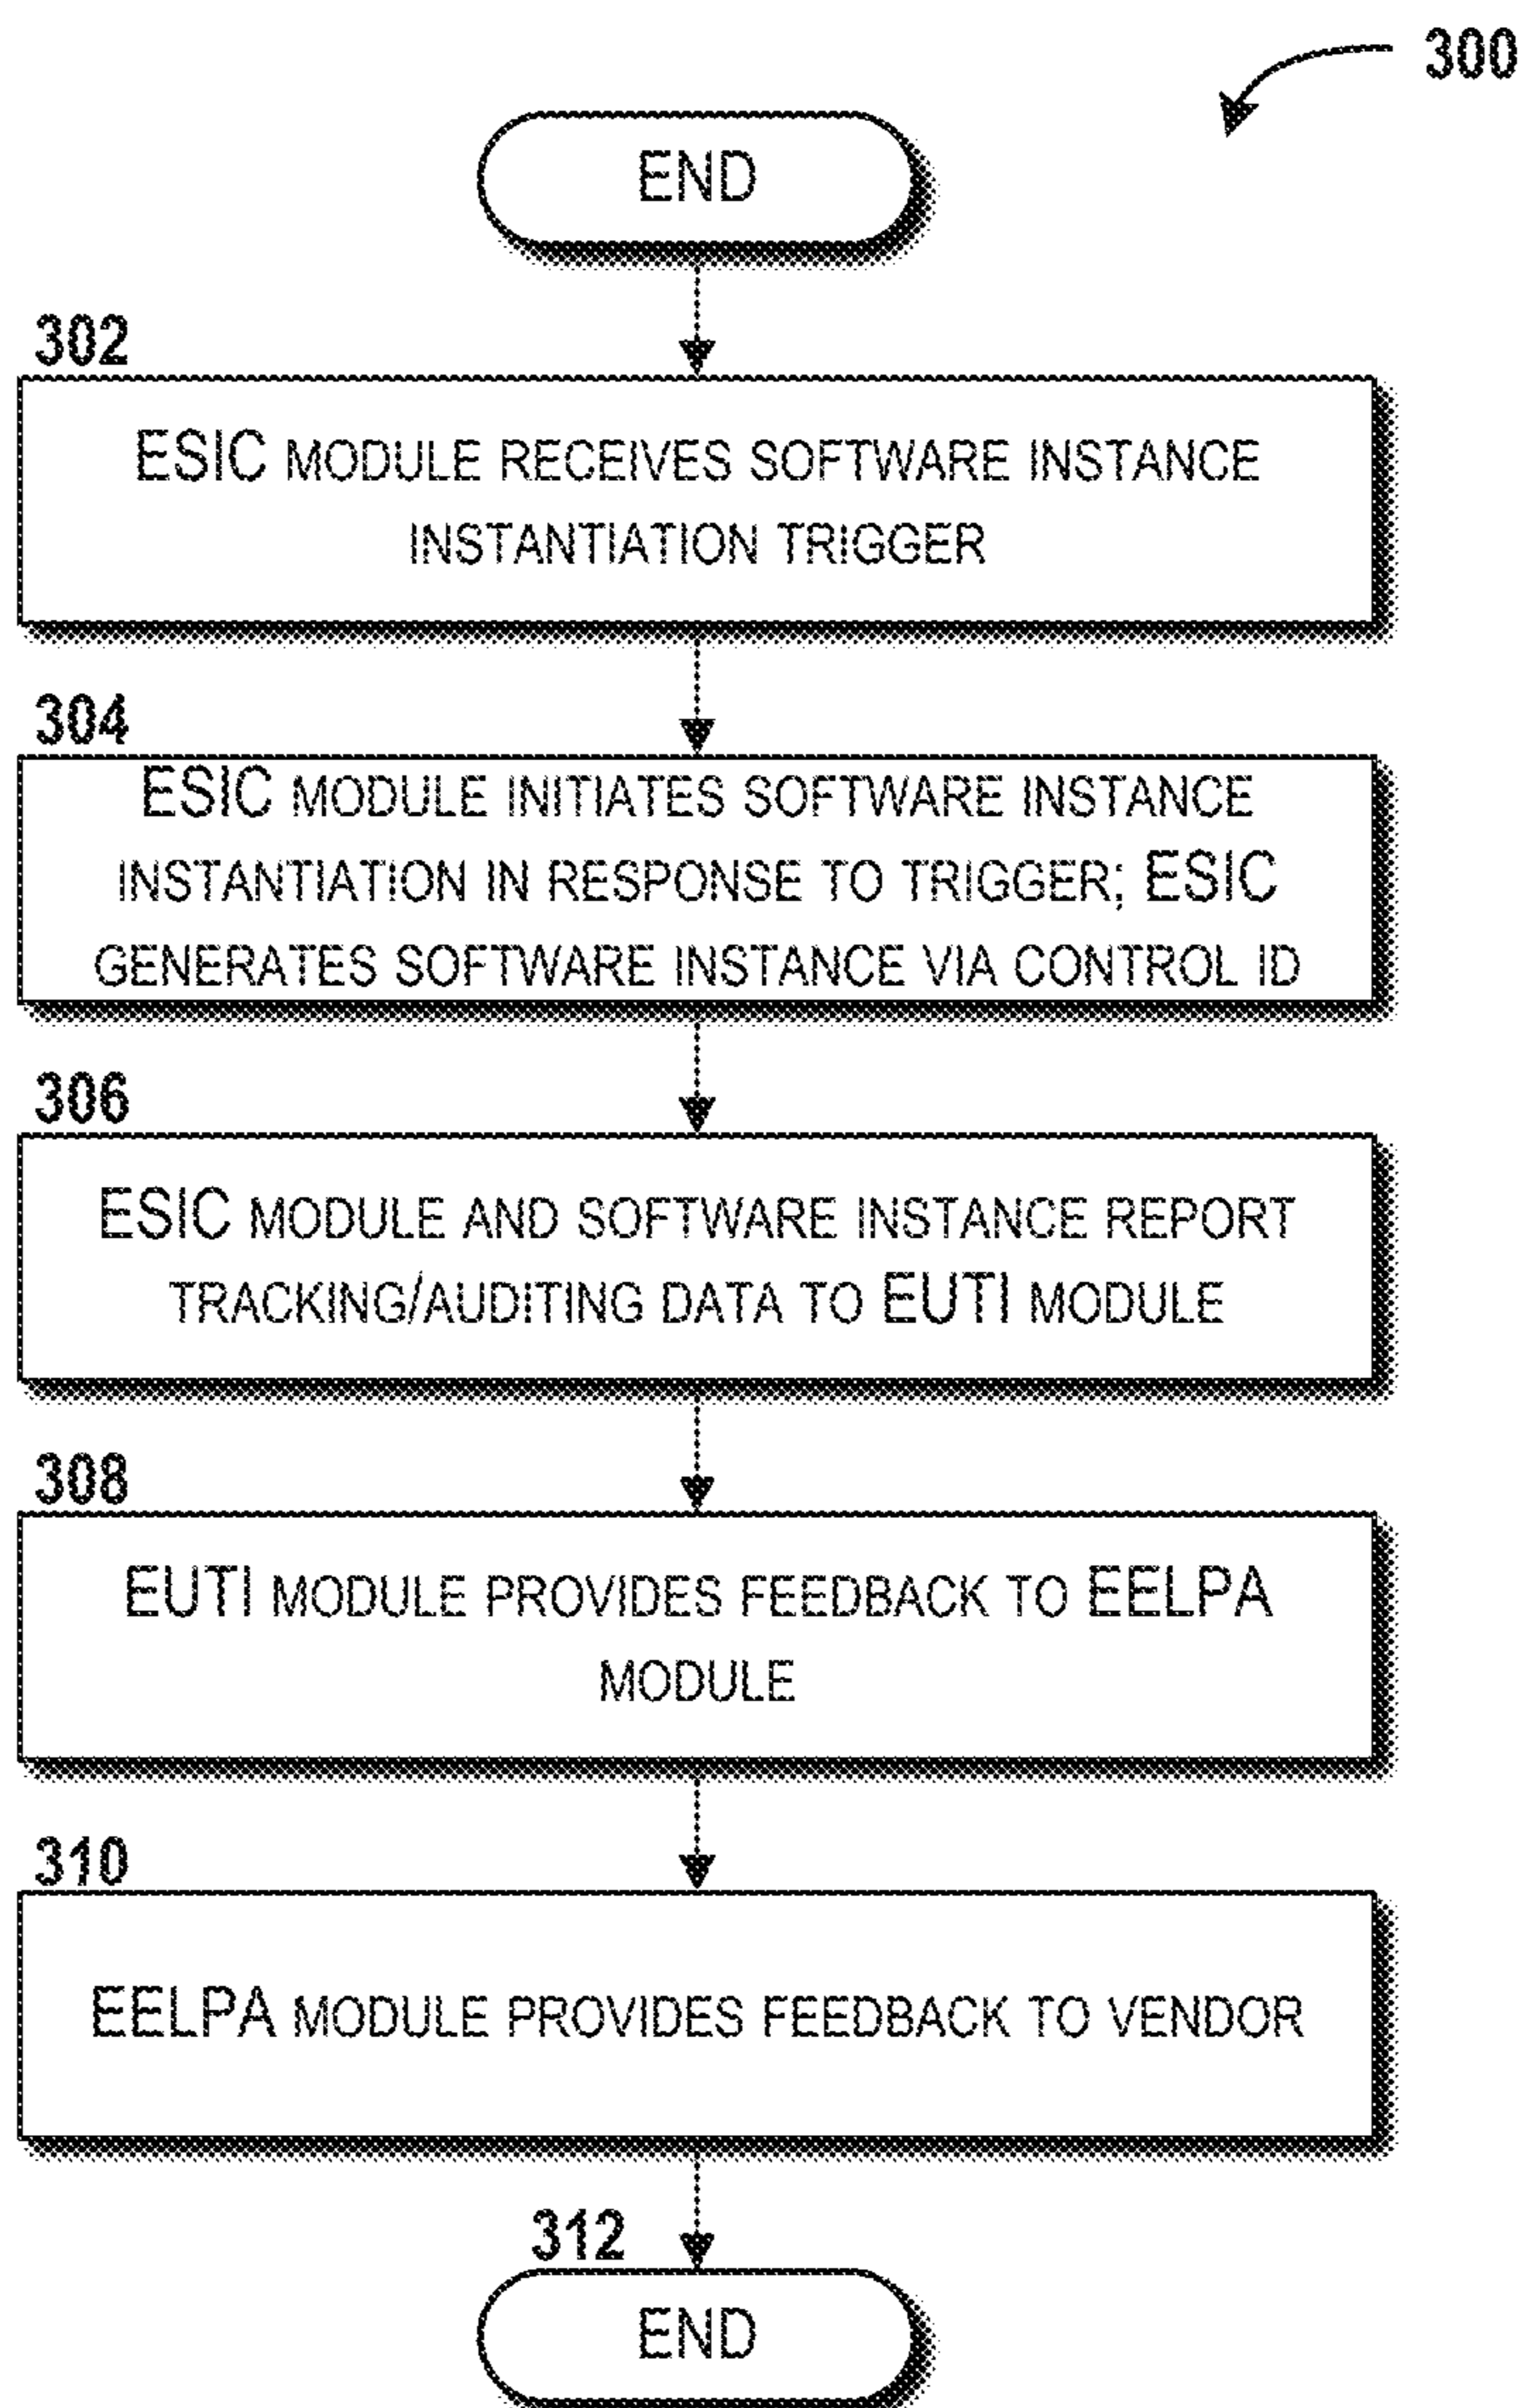 300
END
302
ESIC MODULE RECEIVES SOFTWARE INSTANCE
INSTANTIATION TRIGGER
304
ESIC MODULE INITIATES SOFTWARE INSTANCE
INSTANTIATION IN RESPONSE TO TRIGGER; ESIC
GENERATES SOFTWARE INSTANCE VIA CONTROL ID
306
ESIC MODULE AND SOFTWARE INSTANCE REPORT
TRACKING/AUDITING DATA TO EUTI MODULE
308
EUTI MODULE PROVIDES FEEDBACK TO EELPA
MODULE
310
EELPA MODULE PROVIDES FEEDBACK TO VENDOR
312
END